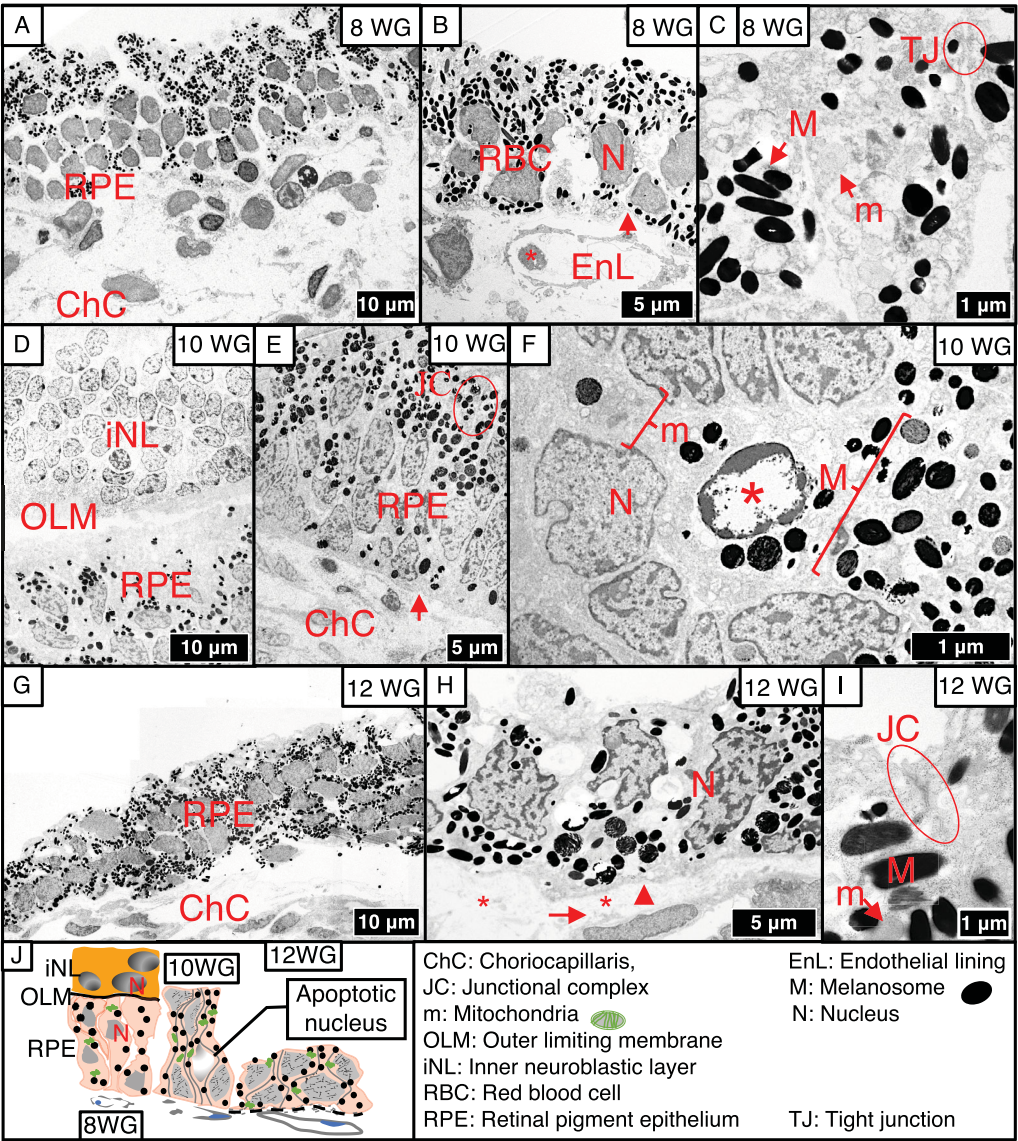 A
8 WG
RPE
ChC
10 µm
B
8 WG
RBC
N
*
EnL
5 µm
C
8 WG
TJ
M
m
1 µm
D
10 WG
iNL
OLM
RPE
10 µm
E
10 WG
JC
RPE
ChC
5 µm
F
10 WG
m
N
*
M
1 µm
G
12 WG
RPE
ChC
10 µm
H
12 WG
N
* *
5 µm
I
12 WG
JC
M
m
1 µm
J
iNL
N
OLM
N
RPE
8WG
10WG
12WG
Apoptotic
nucleus
ChC: Choriocapillaris,
JC: Junctional complex
m: Mitochondria
OLM: Outer limiting membrane
iNL: Inner neuroblastic layer
RBC: Red blood cell
RPE: Retinal pigment epithelium
EnL: Endothelial lining
M: Melanosome
N: Nucleus
TJ: Tight junction